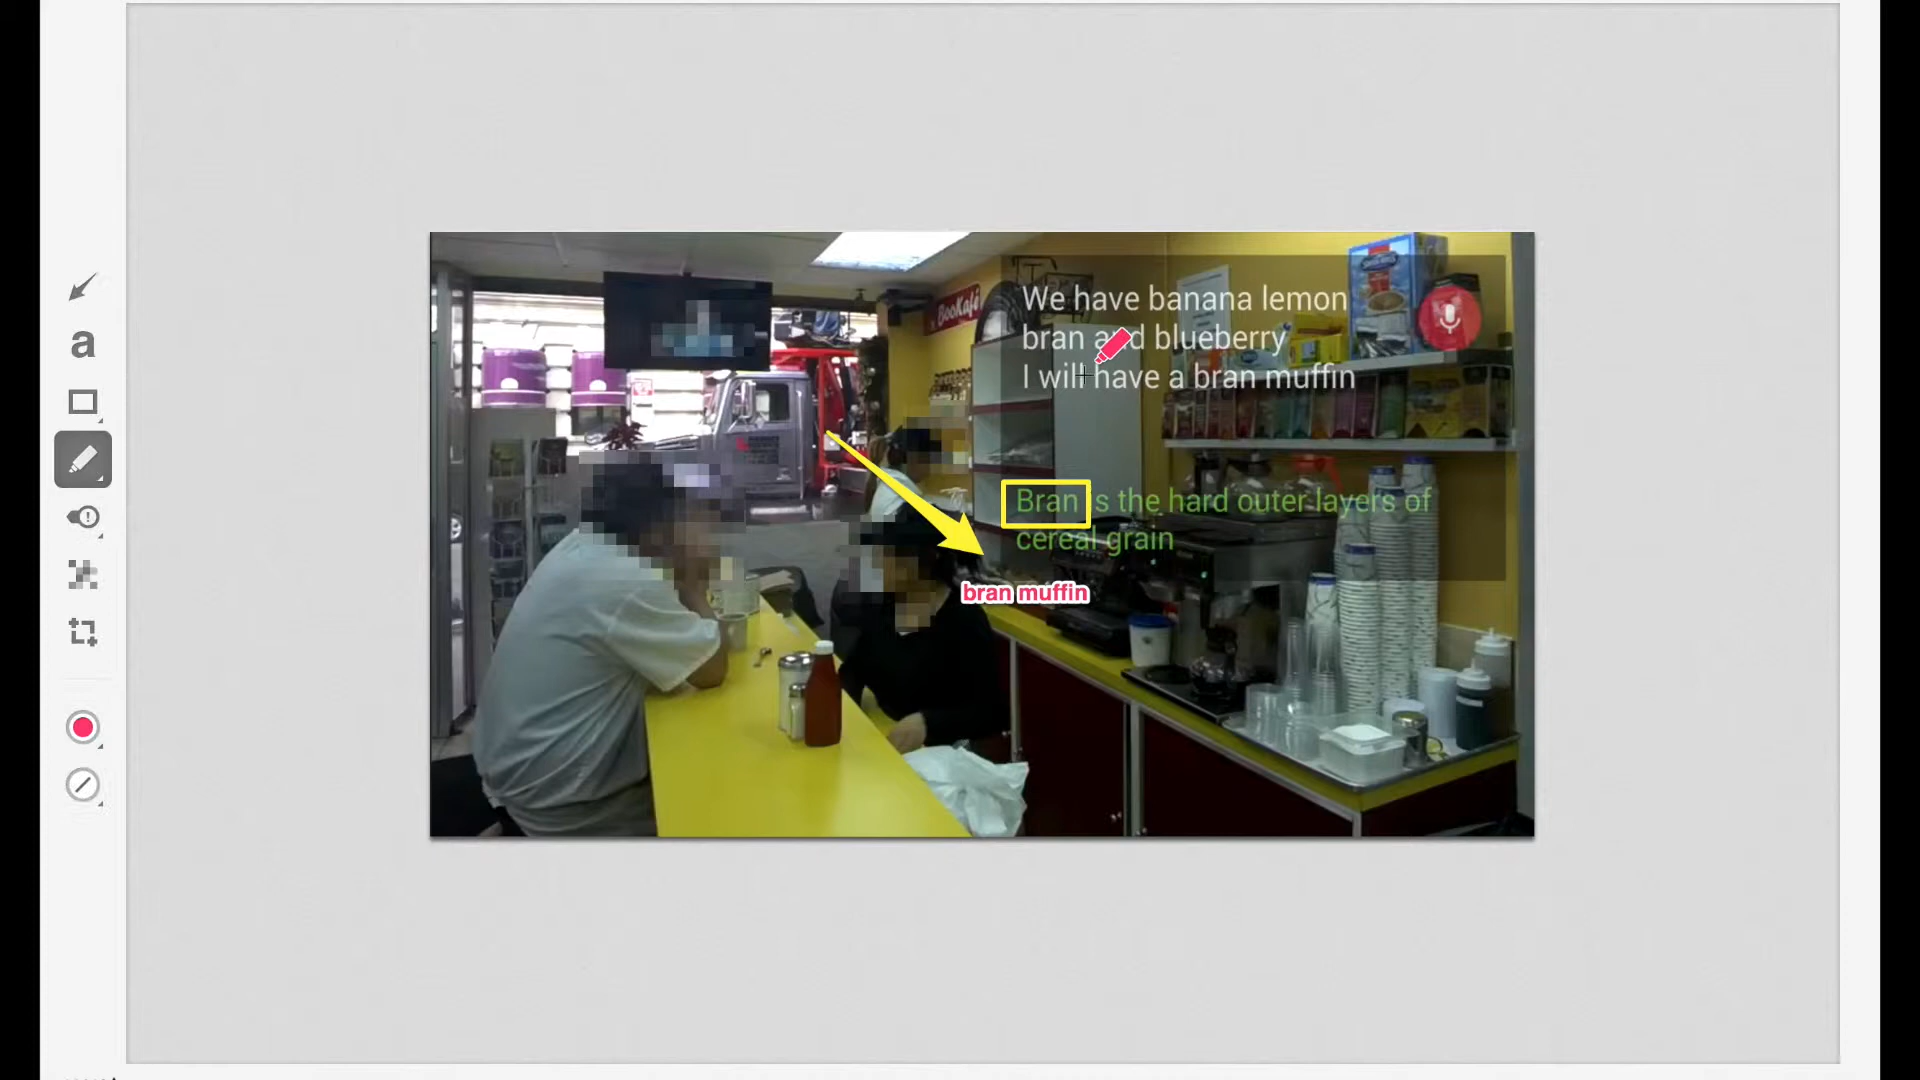 BooKafé
We have banana lemon
bran and blueberry
I will have a bran muffin
Bran is the hard outer layers of
cereal grain
bran muffin
a